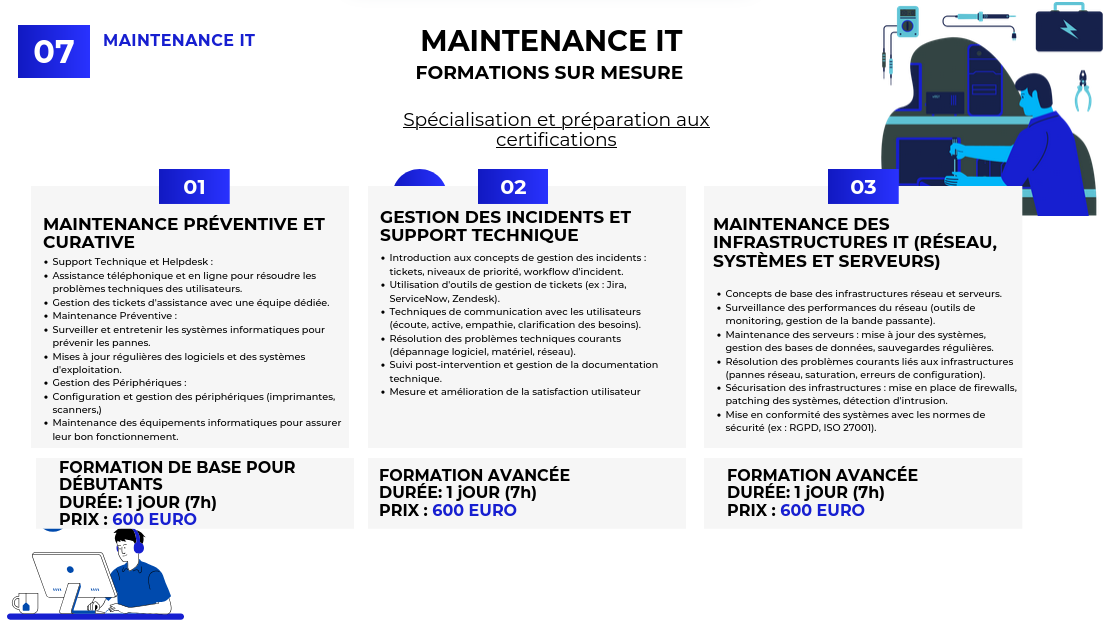 07
MAINTENANCE IT
MAINTENANCE IT
FORMATIONS SUR MESURE
Spécialisation et préparation aux
certifications
01
MAINTENANCE PRÉVENTIVE ET
CURATIVE
• Support Technique et Helpdesk :
• Assistance téléphonique et en ligne pour résoudre les
problèmes techniques des utilisateurs.
• Gestion des tickets d'assistance avec une équipe dédiée.
• Maintenance Préventive :
• Surveiller et entretenir les systèmes informatiques pour
prévenir les pannes.
• Mises à jour régulières des logiciels et des systèmes
d'exploitation.
• Gestion des Périphériques :
• Configuration et gestion des périphériques (imprimantes,
scanners,)
• Maintenance des équipements informatiques pour assurer
leur bon fonctionnement.
FORMATION DE BASE POUR
DÉBUTANTS
DURÉE: 1 jOUR (7h)
PRIX : 600 EURO
02
GESTION DES INCIDENTS ET
SUPPORT TECHNIQUE
• Introduction aux concepts de gestion des incidents :
tickets, niveaux de priorité, workflow d'incident.
• Utilisation d'outils de gestion de tickets (ex : Jira,
ServiceNow, Zendesk).
• Techniques de communication avec les utilisateurs
(écoute, active, empathie, clarification des besoins).
• Résolution des problèmes techniques courants
(dépannage logiciel, matériel, réseau).
• Suivi post-intervention et gestion de la documentation
technique.
• Mesure et amélioration de la satisfaction utilisateur
FORMATION AVANCÉE
DURÉE: 1 jOUR (7h)
PRIX : 600 EURO
03
MAINTENANCE DES
INFRASTRUCTURES IT (RÉSEAU,
SYSTÈMES ET SERVEURS)
• Concepts de base des infrastructures réseau et serveurs.
• Surveillance des performances du réseau (outils de
monitoring, gestion de la bande passante).
• Maintenance des serveurs : mise à jour des systèmes,
gestion des bases de données, sauvegardes régulières.
• Résolution des problèmes courants liés aux infrastructures
(pannes réseau, saturation, erreurs de configuration).
• Sécurisation des infrastructures : mise en place de firewalls,
patching des systèmes, détection d'intrusion.
• Mise en conformité des systèmes avec les normes de
sécurité (ex : RGPD, ISO 27001).
FORMATION AVANCÉE
DURÉE: 1 jOUR (7h)
PRIX : 600 EURO